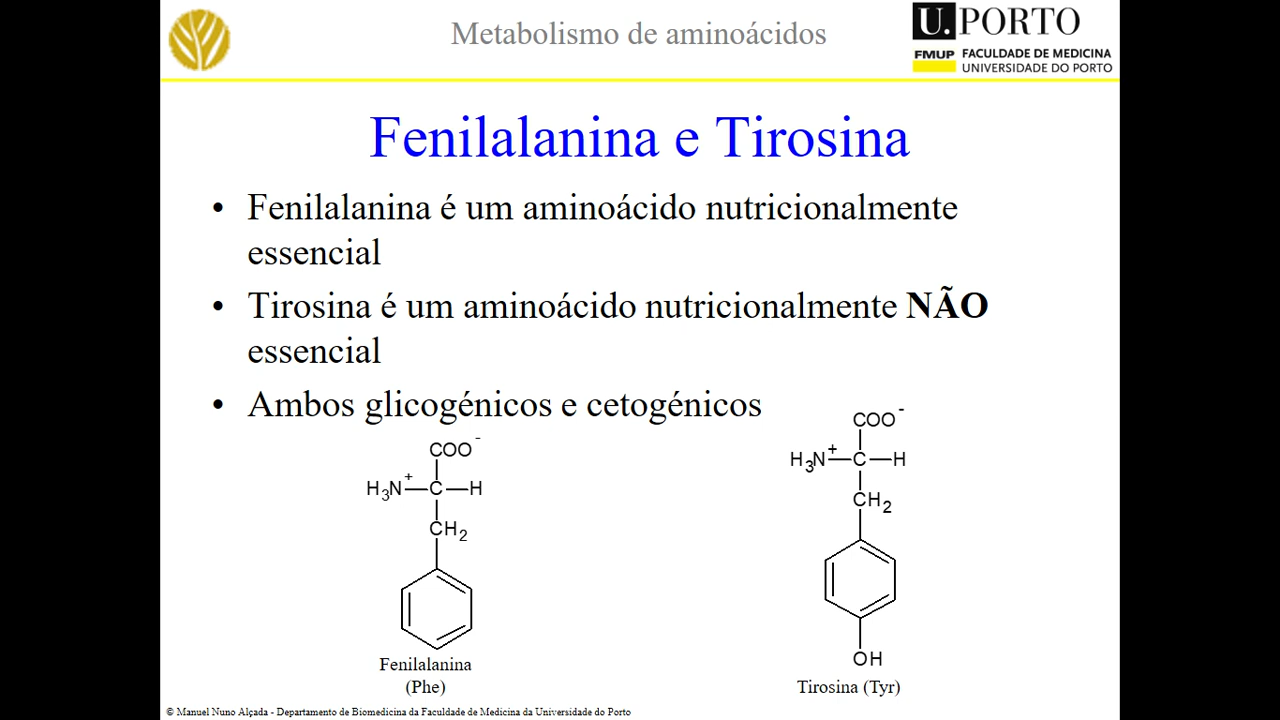 Metabolismo de aminoácidos
U.PORTO
FMUP FACULDADE DE MEDICINA
UNIVERSIDADE DO PORTO
Fenilalanina e Tirosina
• Fenilalanina é um aminoácido nutricionalmente
essencial
• Tirosina é um aminoácido nutricionalmente NÃO
essencial
• Ambos glicogénicos e cetogénicos
COO-
H3N+—C—H
CH2
Fenilalanina
(Phe)
COO-
H3N+—C—H
CH2
OH
Tirosina (Tyr)
© Manuel Nuno Alçada - Departamento de Biomedicina da Faculdade de Medicina da Universidade do Porto